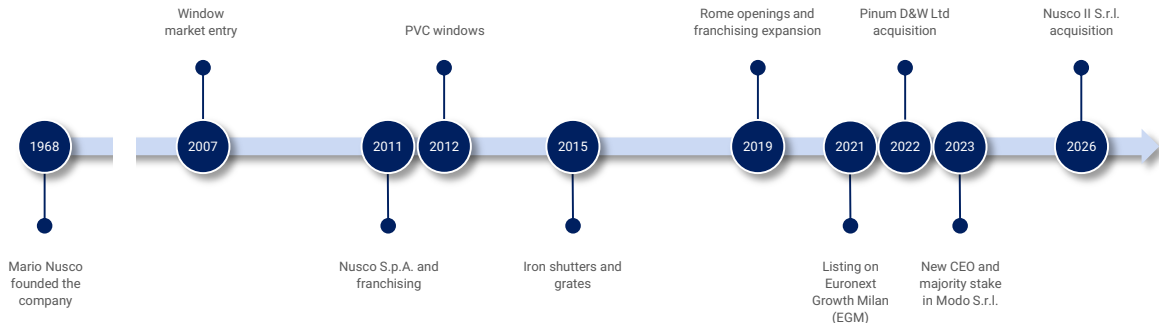 Window
market entry
PVC windows
Rome openings and
franchising expansion
Pinum D&W Ltd
acquisition
Nusco II S.r.l.
acquisition
1968
2007
2011
2012
2015
2019
2021
2022
2023
2026
Mario Nusco
founded the
company
Nusco S.p.A. and
franchising
Iron shutters and
grates
Listing on
Euronext
Growth Milan
(EGM)
New CEO and
majority stake
in Modo S.r.l.